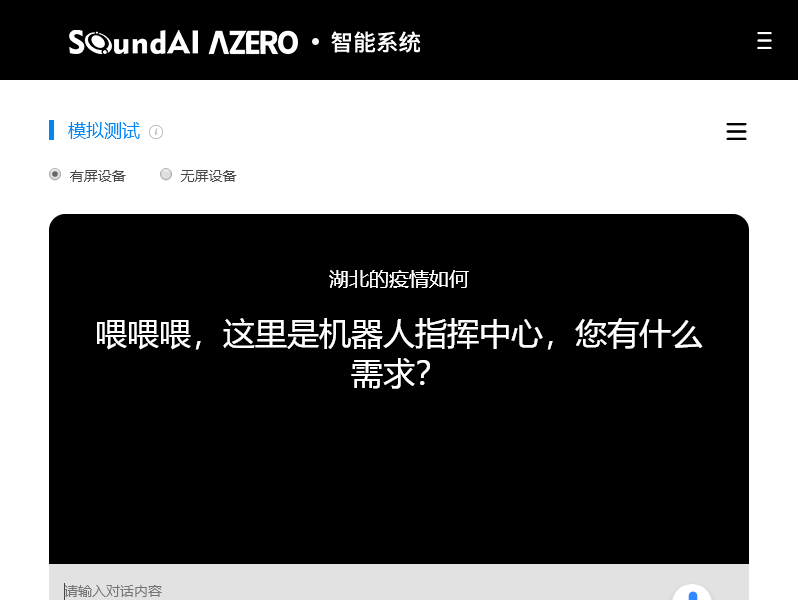 SoundAI AZERO • 智能系统
模拟测试
有屏设备 无屏设备
湖北的疫情如何
喂喂喂，这里是机器人指挥中心，您有什么
需求？
请输入对话内容